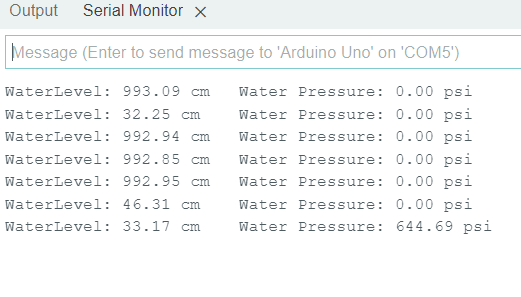 Output Serial Monitor ×
Message (Enter to send message to 'Arduino Uno' on 'COM5')
WaterLevel: 993.09 cm   Water Pressure: 0.00 psi
WaterLevel: 32.25 cm    Water Pressure: 0.00 psi
WaterLevel: 992.94 cm   Water Pressure: 0.00 psi
WaterLevel: 992.85 cm   Water Pressure: 0.00 psi
WaterLevel: 992.95 cm   Water Pressure: 0.00 psi
WaterLevel: 46.31 cm    Water Pressure: 0.00 psi
WaterLevel: 33.17 cm    Water Pressure: 644.69 psi